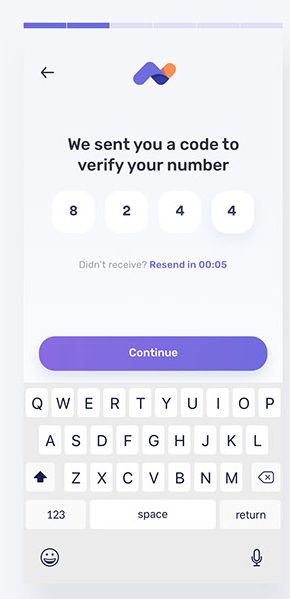 We sent you a code to
verify your number
8 2 4 4
Didn't receive? Resend in 00:05
Continue
Q W E R T Y U I O P
A S D F G H J K L
Z X C V B N M
123 space return